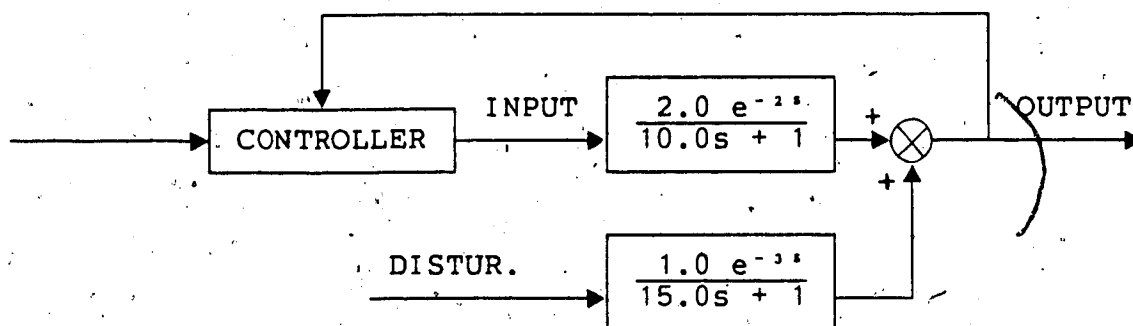 CONTROLLER
INPUT
2.0 e⁻²ˢ
10.0s + 1
+
+
OUTPUT
DISTUR.
1.0 e⁻³ˢ
15.0s + 1